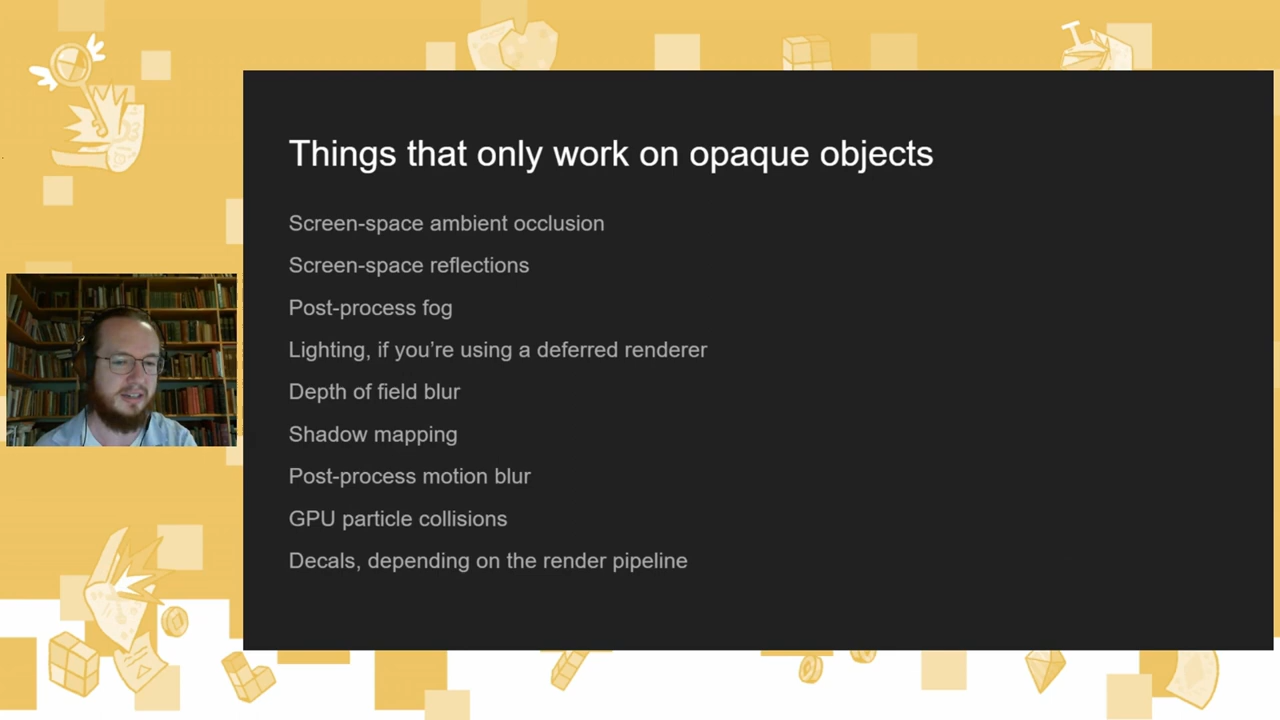 Things that only work on opaque objects
Screen-space ambient occlusion
Screen-space reflections
Post-process fog
Lighting, if you’re using a deferred renderer
Depth of field blur
Shadow mapping
Post-process motion blur
GPU particle collisions
Decals, depending on the render pipeline